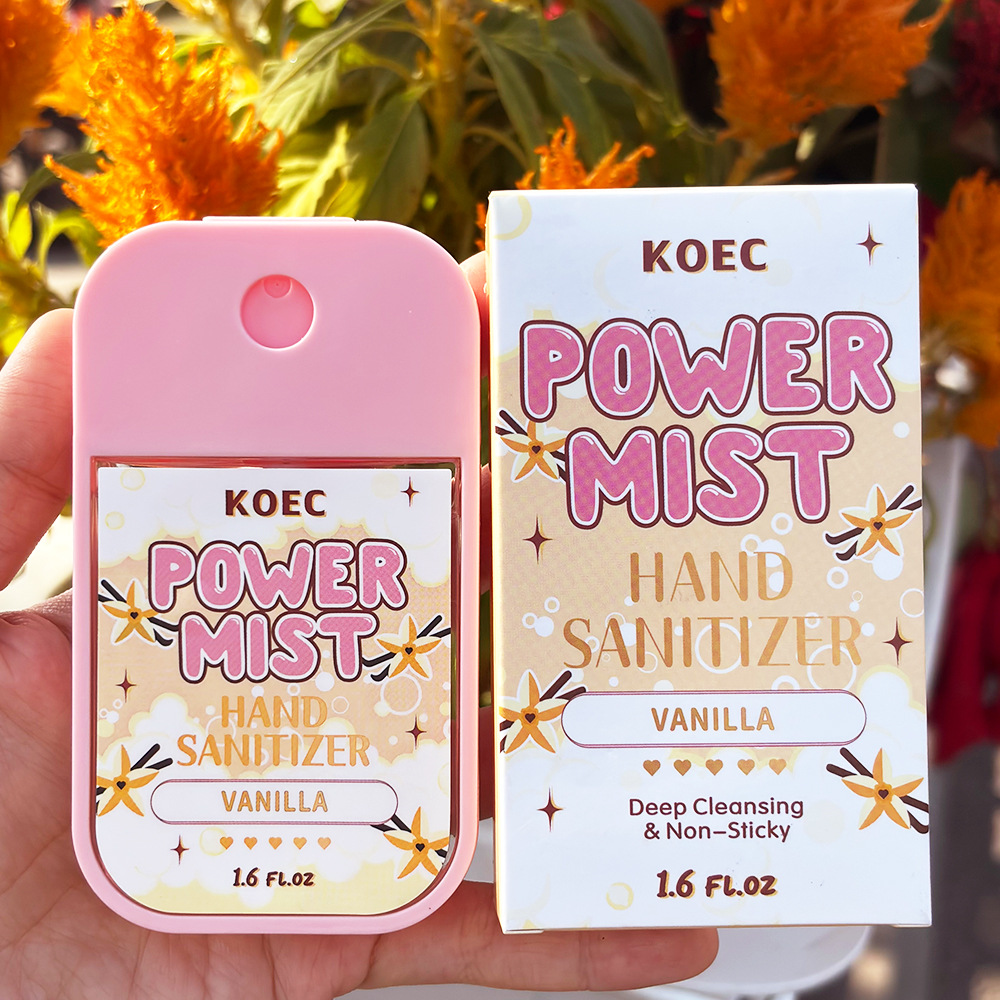 KOEC
POWER
MIST
HAND
SANITIZER
VANILLA
1.6 FL.OZ
KOEC
POWER
MIST
HAND
SANITIZER
VANILLA
Deep Cleansing
& Non-Sticky
1.6 FL.OZ